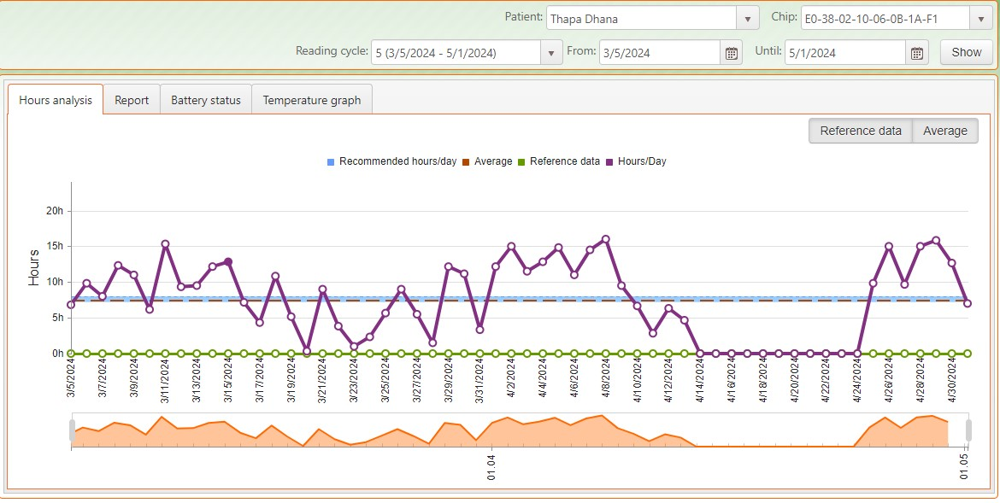 Patient: Thapa Dhana Chip: E0-38-02-10-06-0B-1A-F1
Reading cycle: 5 (3/5/2024 - 5/1/2024) From: 3/5/2024 Until: 5/1/2024 Show
Hours analysis Report Battery status Temperature graph
Reference data Average
Recommended hours/day Average Reference data Hours/Day
Hours
20h
15h
10h
5h
0h
3/5/2024 3/7/2024 3/9/2024 3/11/2024 3/13/2024 3/15/2024 3/17/2024 3/19/2024 3/21/2024 3/23/2024 3/25/2024 3/27/2024 3/29/2024 3/31/2024 4/2/2024 4/4/2024 4/6/2024 4/8/2024 4/10/2024 4/12/2024 4/14/2024 4/16/2024 4/18/2024 4/20/2024 4/22/2024 4/24/2024 4/26/2024 4/28/2024 4/30/2024
01.04 01.05